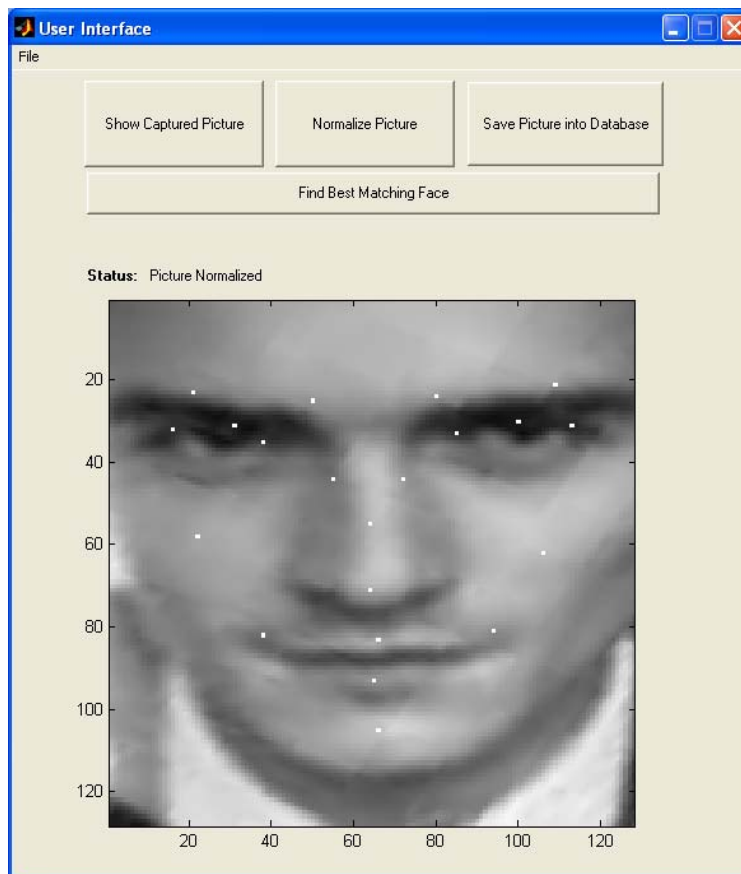 User Interface
File
Show Captured Picture Normalize Picture Save Picture into Database
Find Best Matching Face
Status: Picture Normalized
20
40
60
80
100
120
20 40 60 80 100 120